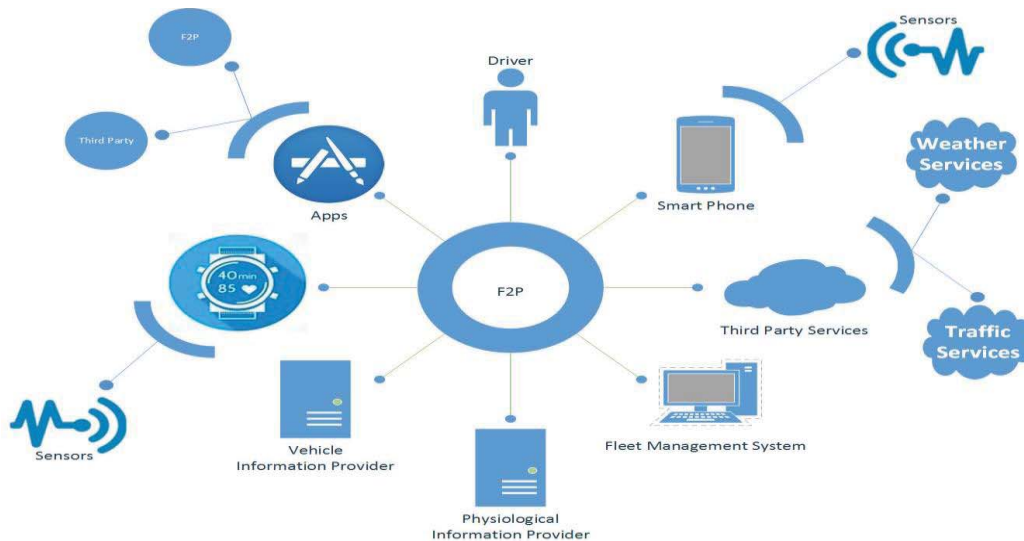 F2P
Sensors
Driver
Third Party
Weather
Services
Apps
Smart Phone
40min
85
F2P
Third Party Services
Traffic
Services
Sensors
Vehicle
Information Provider
Fleet Management System
Physiological
Information Provider